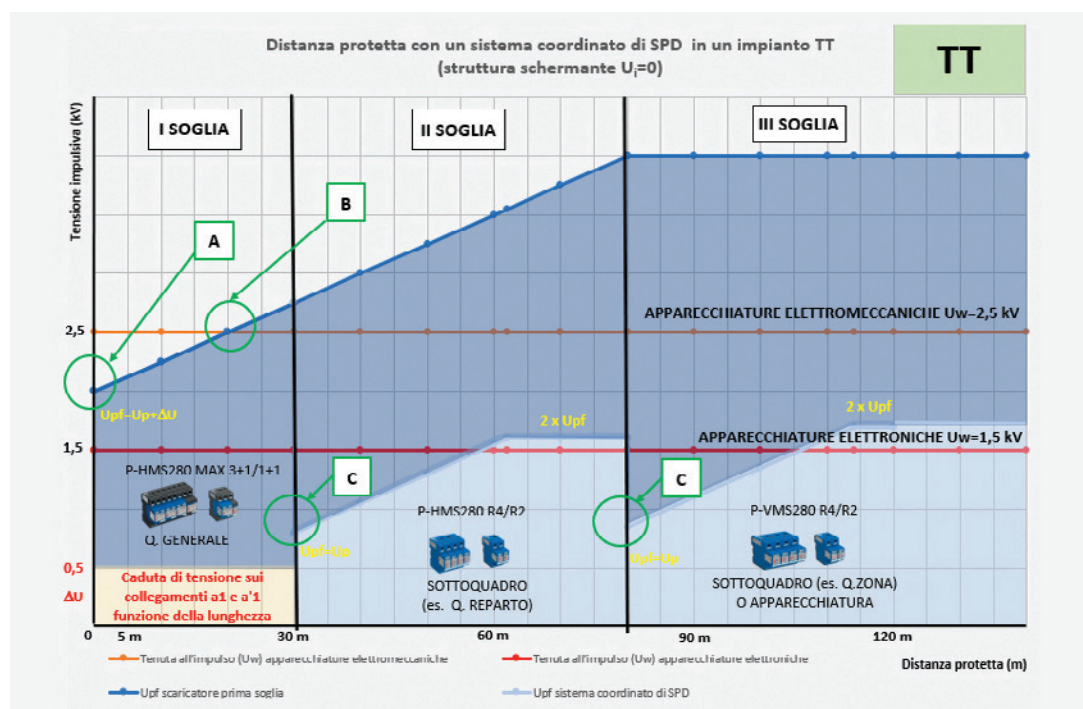 Distanza protetta con un sistema coordinato di SPD in un impianto TT
(struttura schermante Ui=0)
TT
Tensione impulsiva (kV)
I SOGLIA
II SOGLIA
III SOGLIA
A
B
2,5
APPARECCHIATURE ELETTROMECCANICHE Uw=2,5 kV
Upf=Up+ΔU
2 x Upf
2 x Upf
1,5
APPARECCHIATURE ELETTRONICHE Uw=1,5 kV
P-HMS280 MAX 3+1/1+1
Q. GENERALE
C
Upf=Up
P-HMS280 R4/R2
SOTTOQUADRO
(es. Q. REPARTO)
C
Upf=Up
P-VMS280 R4/R2
SOTTOQUADRO (es. Q.ZONA)
O APPARECCHIATURA
0,5
ΔU
Caduta di tensione sui
collegamenti a1 e a'1
funzione della lunghezza
0 5 m 30 m 60 m 90 m 120 m
Distanza protetta (m)
Tenuta all'impulso (Uw) apparecchiature elettromeccaniche
Tenuta all'impulso (Uw) apparecchiature elettroniche
Upf scaricatore prima soglia
Upf sistema coordinato di SPD